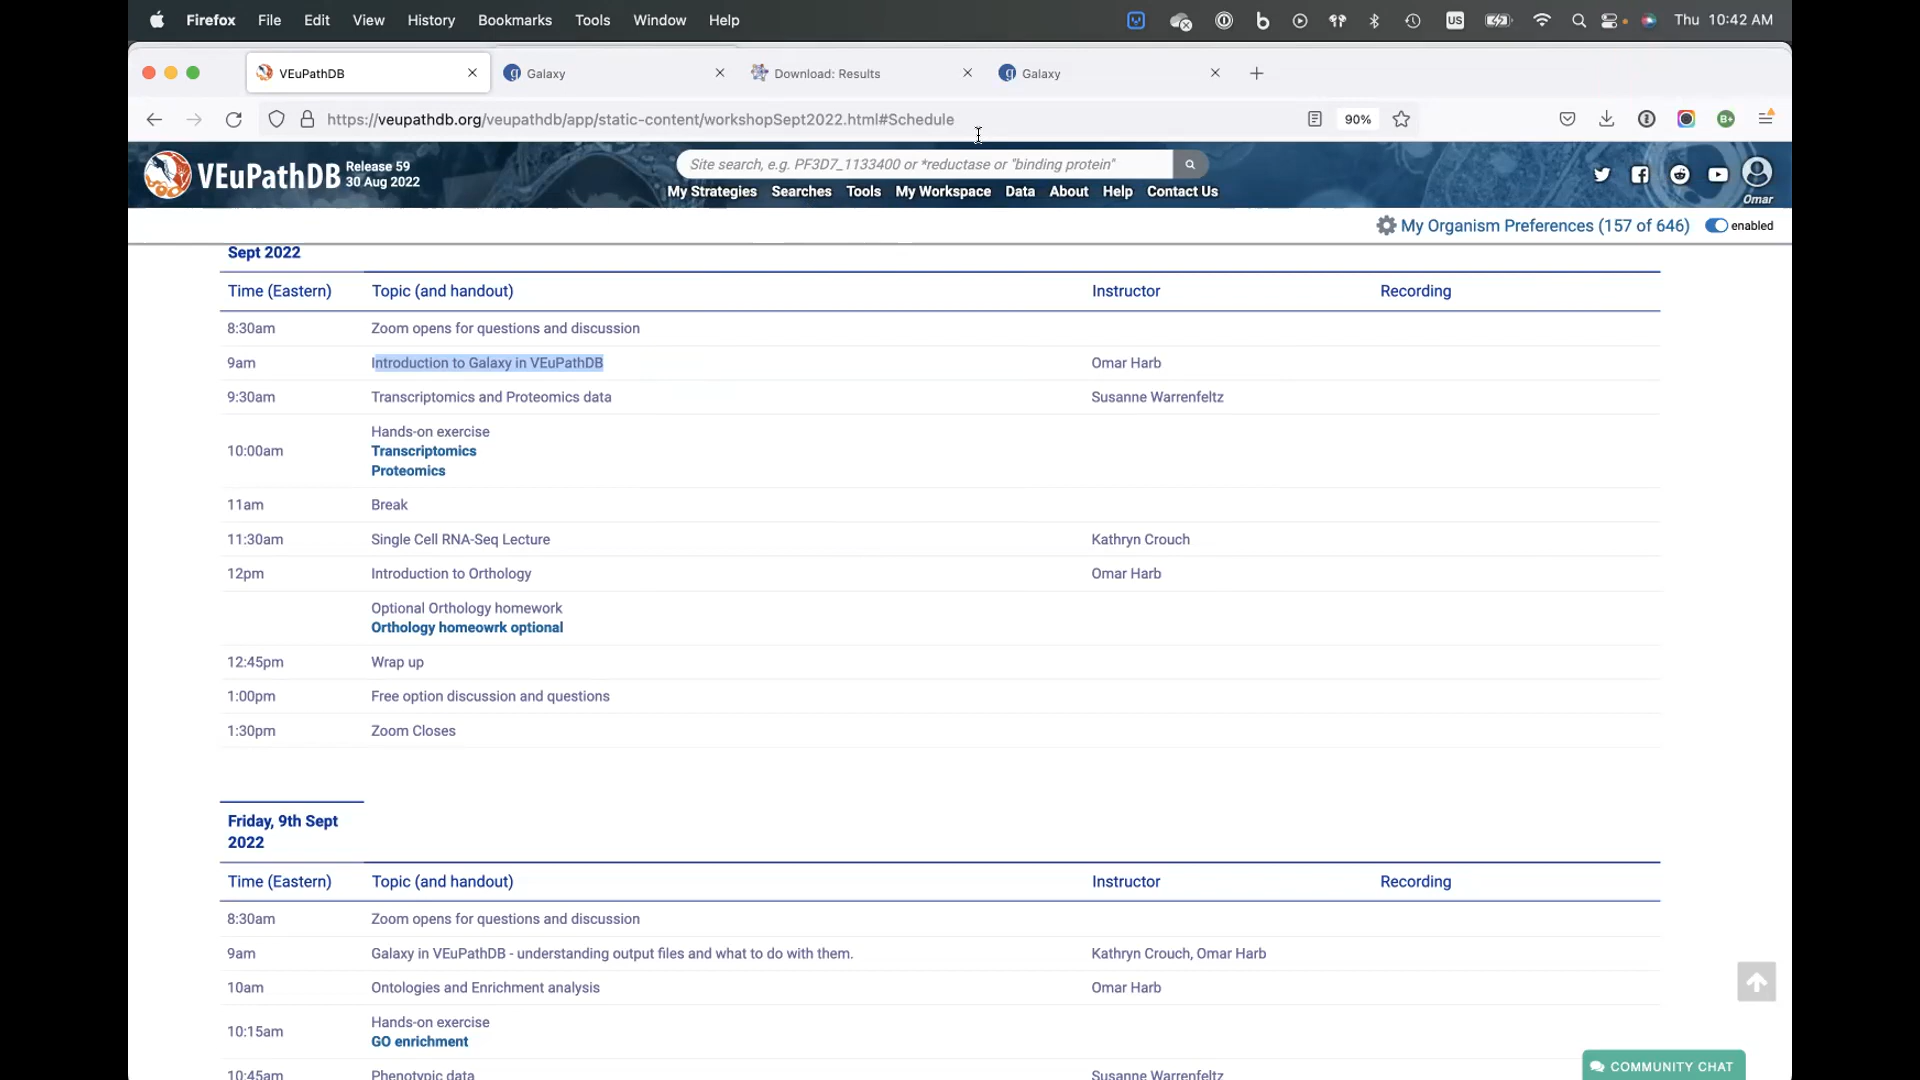 Firefox File Edit View History Bookmarks Tools Window Help US Thu 10:42 AM
VEuPathDB Galaxy Download: Results Galaxy
https://veupathdb.org/veupathdb/app/static-content/workshopSept2022.html#Schedule 90%
VEuPathDB Release 59
30 Aug 2022
Site search, e.g. PF3D7_1133400 or *reductase or "binding protein"
My Strategies Searches Tools My Workspace Data About Help Contact Us
Omar
My Organism Preferences (157 of 646) enabled
Sept 2022
Time (Eastern) Topic (and handout) Instructor Recording
8:30am Zoom opens for questions and discussion
9am Introduction to Galaxy in VEuPathDB Omar Harb
9:30am Transcriptomics and Proteomics data Susanne Warrenfeltz
10:00am Hands-on exercise
Transcriptomics
Proteomics
11am Break
11:30am Single Cell RNA-Seq Lecture Kathryn Crouch
12pm Introduction to Orthology Omar Harb
Optional Orthology homework
Orthology homeowrk optional
12:45pm Wrap up
1:00pm Free option discussion and questions
1:30pm Zoom Closes
Friday, 9th Sept
2022
Time (Eastern) Topic (and handout) Instructor Recording
8:30am Zoom opens for questions and discussion
9am Galaxy in VEuPathDB - understanding output files and what to do with them. Kathryn Crouch, Omar Harb
10am Ontologies and Enrichment analysis Omar Harb
10:15am Hands-on exercise
GO enrichment
10:45am Phenotypic data Susanne Warrenfeltz
COMMUNITY CHAT